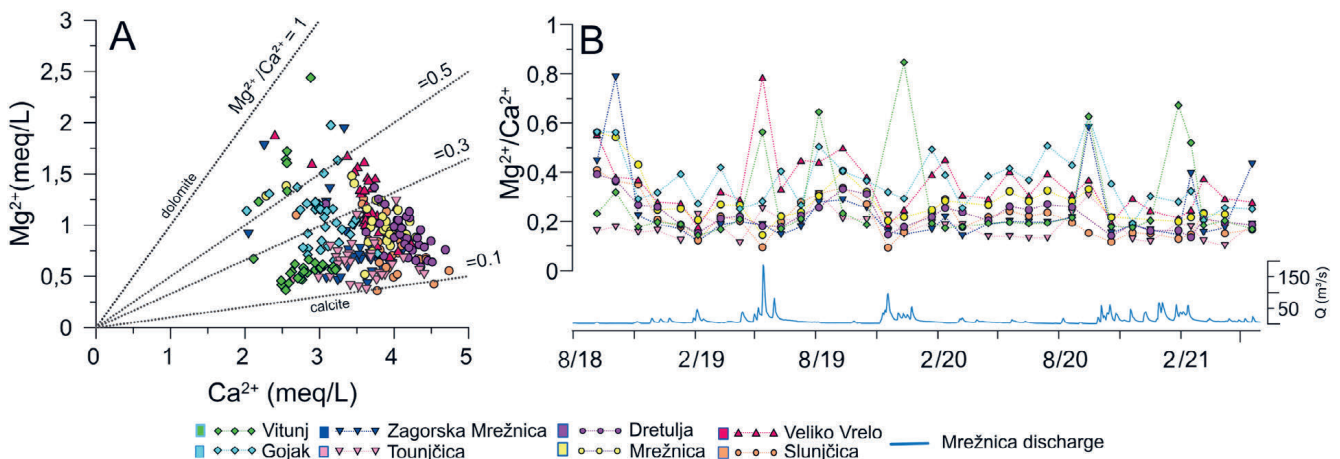 A
Mg²⁺(meq/L)
3
2,5
2
1,5
1
0,5
0
0
1
2
3
4
5
Ca²⁺ (meq/L)
Mg²⁺/Ca²⁺ = 1
=0.5
=0.3
=0.1
dolomite
calcite
B
Mg²⁺/Ca²⁺
1
0,8
0,6
0,4
0,2
0
150
50
Q (m³/s)
8/18
2/19
8/19
2/20
8/20
2/21
Vitunj
Zagorska Mrežnica
Dretulja
Veliko Vrelo
Mrežnica discharge
Gojak
Tounjčica
Mrežnica
Slunjčica